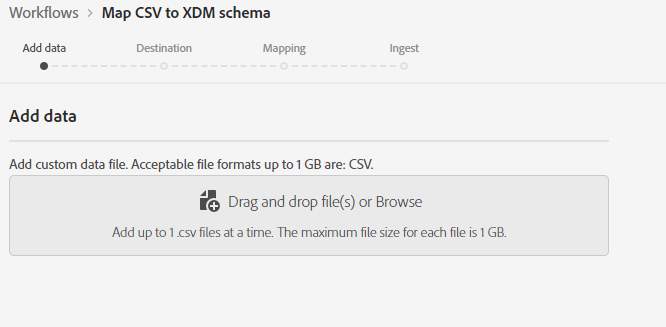 Workflows > Map CSV to XDM schema
Add data Destination Mapping Ingest
Add data
Add custom data file. Acceptable file formats up to 1 GB are: CSV.
Drag and drop file(s) or Browse
Add up to 1 .csv files at a time. The maximum file size for each file is 1 GB.